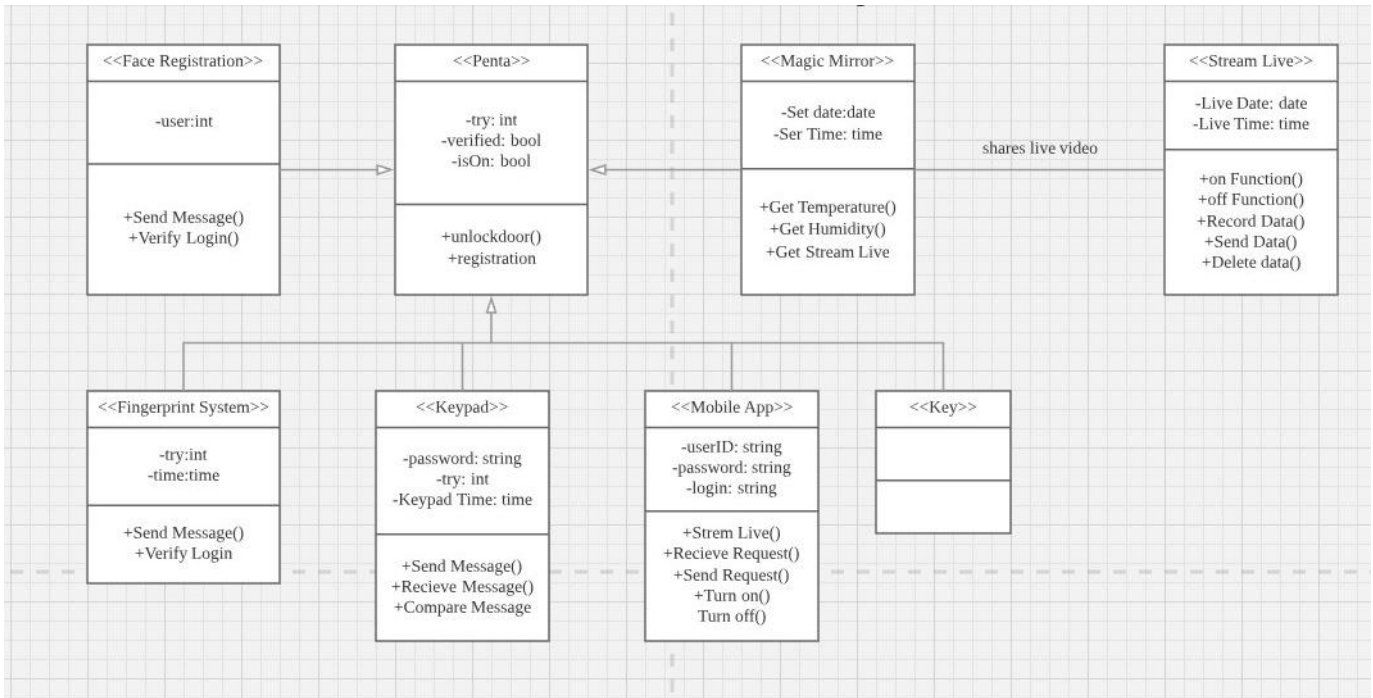 <<Face Registration>>
-user:int
+Send Message()
+Verify Login()
<<Penta>>
-try: int
-verified: bool
-isOn: bool
+unlockdoor()
+registration
<<Magic Mirror>>
-Set date:date
-Ser Time: time
+Get Temperature()
+Get Humidity()
+Get Stream Live
shares live video
<<Stream Live>>
-Live Date: date
-Live Time: time
+on Function()
+off Function()
+Record Data()
+Send Data()
+Delete data()
<<Fingerprint System>>
-try:int
-time:time
+Send Message()
+Verify Login
<<Keypad>>
-password: string
-try: int
-Keypad Time: time
+Send Message()
+Recieve Message()
+Compare Message
<<Mobile App>>
-userID: string
-password: string
-login: string
+Strem Live()
+Recieve Request()
+Send Request()
+Turn on()
Turn off()
<<Key>>